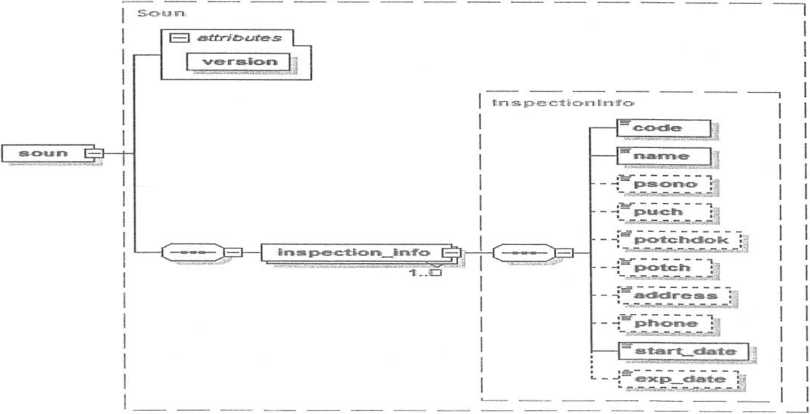 Soun
attributes
version
InspectionInfo
code
soun
name
psono
puch
inspection_info
potchdok
1..
potch
address
phone
start_date
exp_date